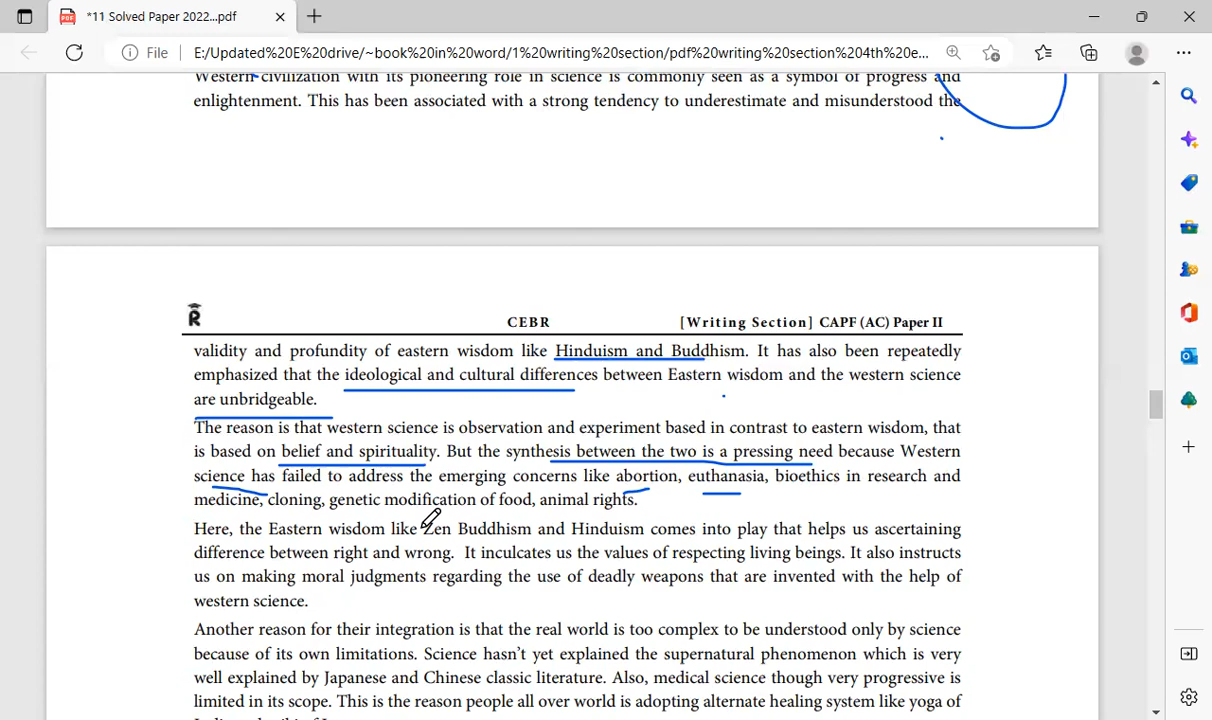 *11 Solved Paper 2022...pdf
File
E:/Updated%20E%20drive/~book%20in%20word/1%20writing%20section/pdf%20writing%20section%204th%20e...
Western civilization with its pioneering role in science is commonly seen as a symbol of progress and
enlightenment. This has been associated with a strong tendency to underestimate and misunderstood the
R
CEBR
[Writing Section] CAPF (AC) Paper II
validity and profundity of eastern wisdom like Hinduism and Buddhism. It has also been repeatedly
emphasized that the ideological and cultural differences between Eastern wisdom and the western science
are unbridgeable.
The reason is that western science is observation and experiment based in contrast to eastern wisdom, that
is based on belief and spirituality. But the synthesis between the two is a pressing need because Western
science has failed to address the emerging concerns like abortion, euthanasia, bioethics in research and
medicine, cloning, genetic modification of food, animal rights.
Here, the Eastern wisdom like Zen Buddhism and Hinduism comes into play that helps us ascertaining
difference between right and wrong. It inculcates us the values of respecting living beings. It also instructs
us on making moral judgments regarding the use of deadly weapons that are invented with the help of
western science.
Another reason for their integration is that the real world is too complex to be understood only by science
because of its own limitations. Science hasn't yet explained the supernatural phenomenon which is very
well explained by Japanese and Chinese classic literature. Also, medical science though very progressive is
limited in its scope. This is the reason people all over world is adopting alternate healing system like yoga of